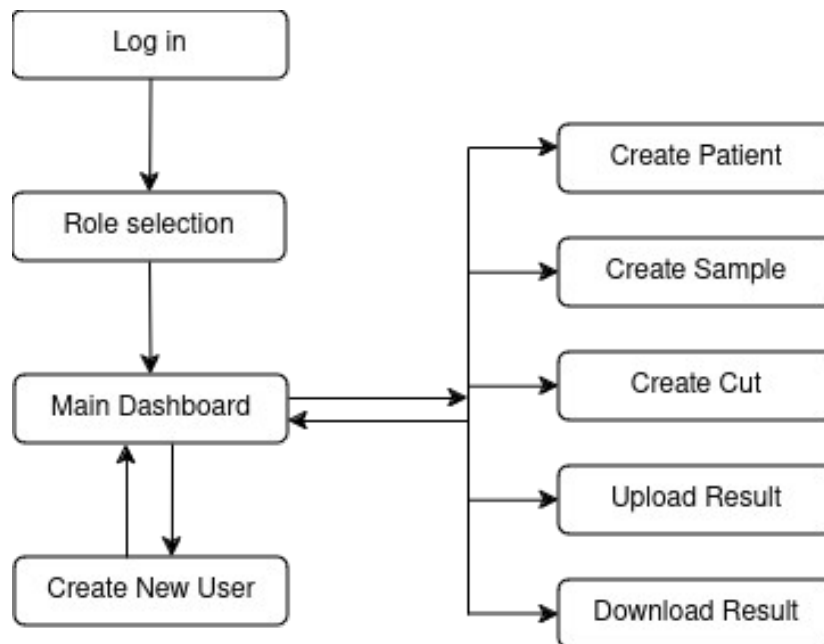 Log in
Role selection
Main Dashboard
Create New User
Create Patient
Create Sample
Create Cut
Upload Result
Download Result